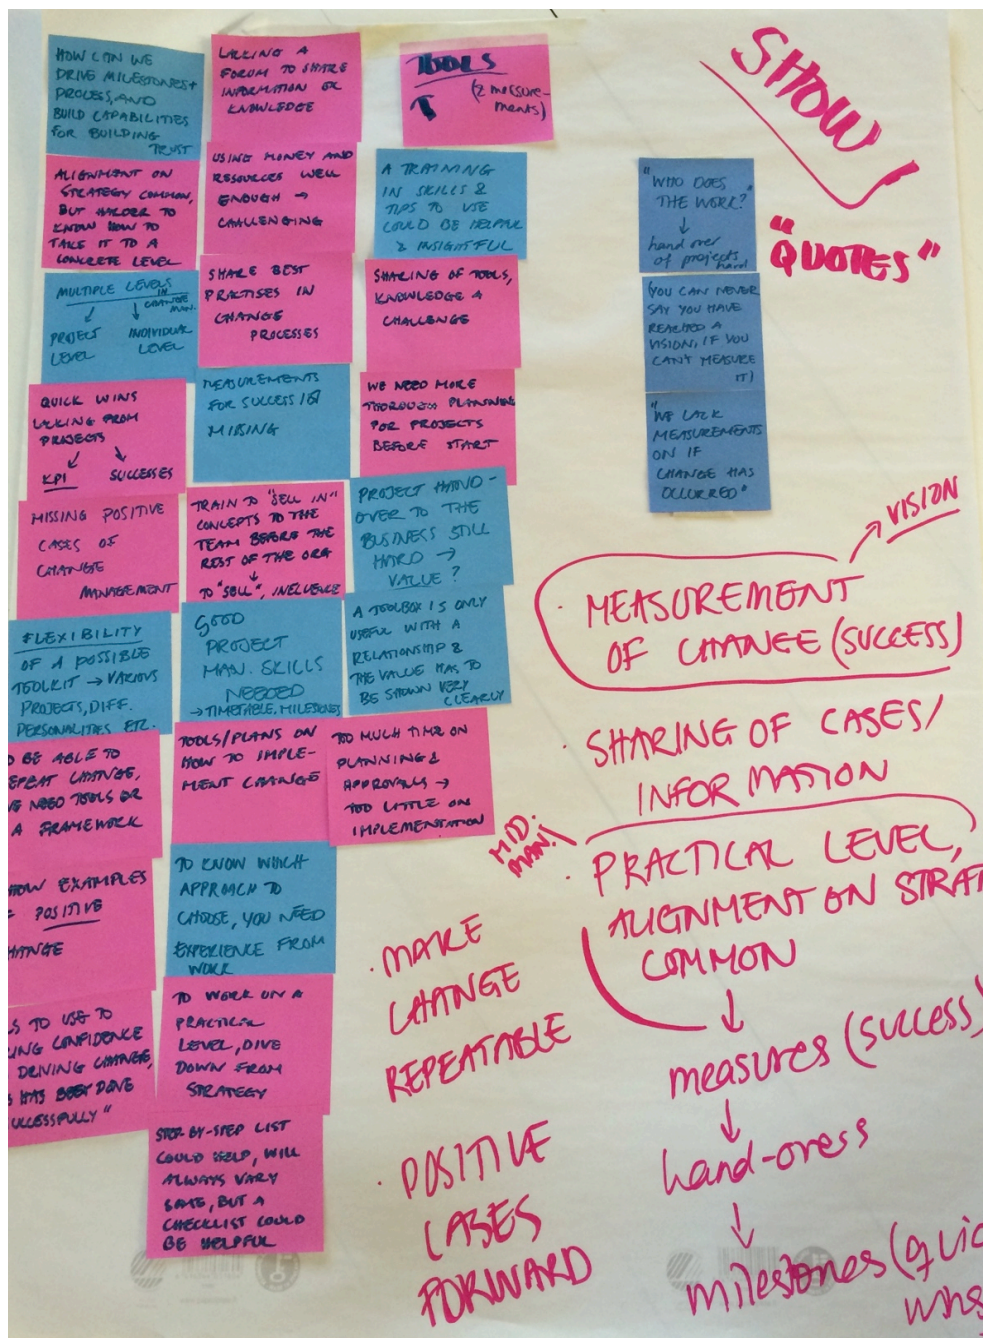 HOW CAN WE
DRIVE MILESTONES +
PROCESS, AND
BUILD CAPABILITIES
FOR BUILDING
TRUST
ALIGNMENT ON
STRATEGY COMMON,
BUT HARDER TO
KNOW HOW TO
TAKE IT TO A
CONCRETE LEVEL
MULTIPLE LEVELS
IN
CHANGE
MAN.
PROJECT
LEVEL
INDIVIDUAL
LEVEL
QUICK WINS
LACKING FROM
PROJECTS
KPI
SUCCESSES
MISSING POSITIVE
CASES OF
CHANGE
MANAGEMENT
FLEXIBILITY
OF A POSSIBLE
TOOLKIT → VARIOUS
PROJECTS, DIFF.
PERSONALITIES ETC.
O BE ABLE TO
EPEAT CHANGE,
E NEED TOOLS OR
A FRAMEWORK
HOW EXAMPLES
POSITIVE
HANGE
S TO USE TO
ING CONFIDENCE
DRIVING CHANGE,
HAS BEEN DONE
UCCESSFULLY"
LACKING A
FORUM TO SHARE
INFORMATION OR
KNOWLEDGE
USING MONEY AND
RESOURCES WELL
ENOUGH →
CHALLENGING
SHARE BEST
PRACTISES IN
CHANGE
PROCESSES
MEASUREMENTS
FOR SUCCESS
MISSING
TRAIN TO "SELL IN"
CONCEPTS TO THE
TEAM BEFORE THE
REST OF THE ORG
↓
TO "SELL", INFLUENCE
GOOD
PROJECT
MAN. SKILLS
NEEDED
→ TIMETABLE, MILESTONES
TOOLS/PLANS ON
HOW TO IMPLE-
MENT CHANGE
TO KNOW WHICH
APPROACH TO
CHOOSE, YOU NEED
EXPERIENCE FROM
WORK
TO WORK ON A
PRACTICAL
LEVEL, DIVE
DOWN FROM
STRATEGY
STEP-BY-STEP LIST
COULD HELP, WILL
ALWAYS VARY
SOME, BUT A
CHECKLIST COULD
BE HELPFUL
TOOLS
(2 measure-
ments)
A TRAINING
IN SKILLS &
TIPS TO USE
COULD BE HELPFUL
& INSIGHTFUL
SHARING OF TOOLS,
KNOWLEDGE A
CHALLENGE
WE NEED MORE
THOROUGH PLANNING
FOR PROJECTS
BEFORE START
PROJECT HAND-
OVER TO THE
BUSINESS STILL
HARD →
VALUE?
A TOOLBOX IS ONLY
USEFUL WITH A
RELATIONSHIP &
THE VALUE HAS TO
BE SHOWN VERY
CLEARLY
TOO MUCH TIME ON
PLANNING &
APPROVALS →
TOO LITTLE ON
IMPLEMENTATION
SHOW!
"QUOTES"
"WHO DOES
THE WORK?"
↓
hand over
of projects
hard
(YOU CAN NEVER
SAY YOU HAVE
REACHED A
VISION, IF YOU
CAN'T MEASURE
IT)
"WE LACK
MEASUREMENTS
ON IF
CHANGE HAS
OCCURRED"
VISION
· MEASUREMENT
OF CHANGE (SUCCESS)
· SHARING OF CASES/
INFORMATION
MID.
MAN!
· PRACTICAL LEVEL,
ALIGNMENT ON STRAT
COMMON
↓
measures (success)
↓
hand-overs
↓
milestones (quic
wins
· MAKE
CHANGE
REPEATABLE
· POSITIVE
CASES
FORWARD